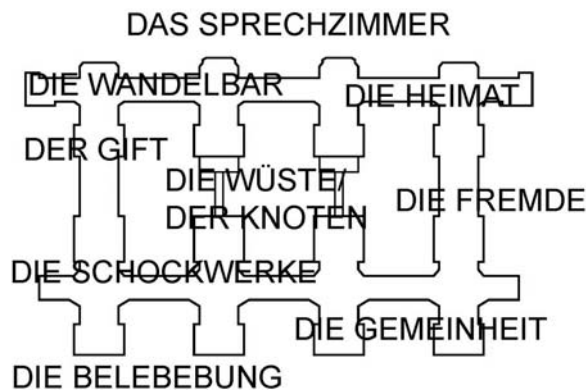 DAS SPRECHZIMMER
DIE WANDELBAR
DIE HEIMAT
DER GIFT
DIE WÜSTE/
DER KNOTEN
DIE FREMDE
DIE SCHOCKWERKE
DIE GEMEINHEIT
DIE BELEBEBUNG